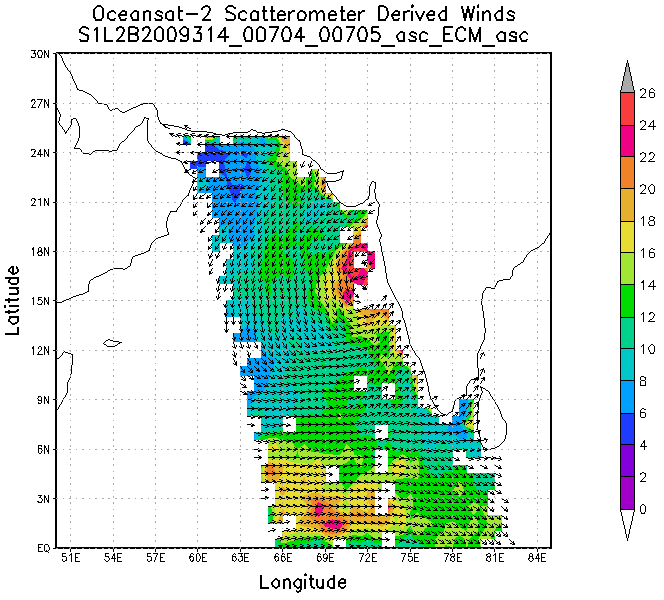 Oceansat-2 Scatterometer Derived Winds
S1L2B2009314_00704_00705_asc_ECM_asc
30N
27N
24N
21N
18N
15N
12N
9N
6N
3N
EQ
Latitude
51E 54E 57E 60E 63E 66E 69E 72E 75E 78E 81E 84E
Longitude
26
24
22
20
18
16
14
12
10
8
6
4
2
0